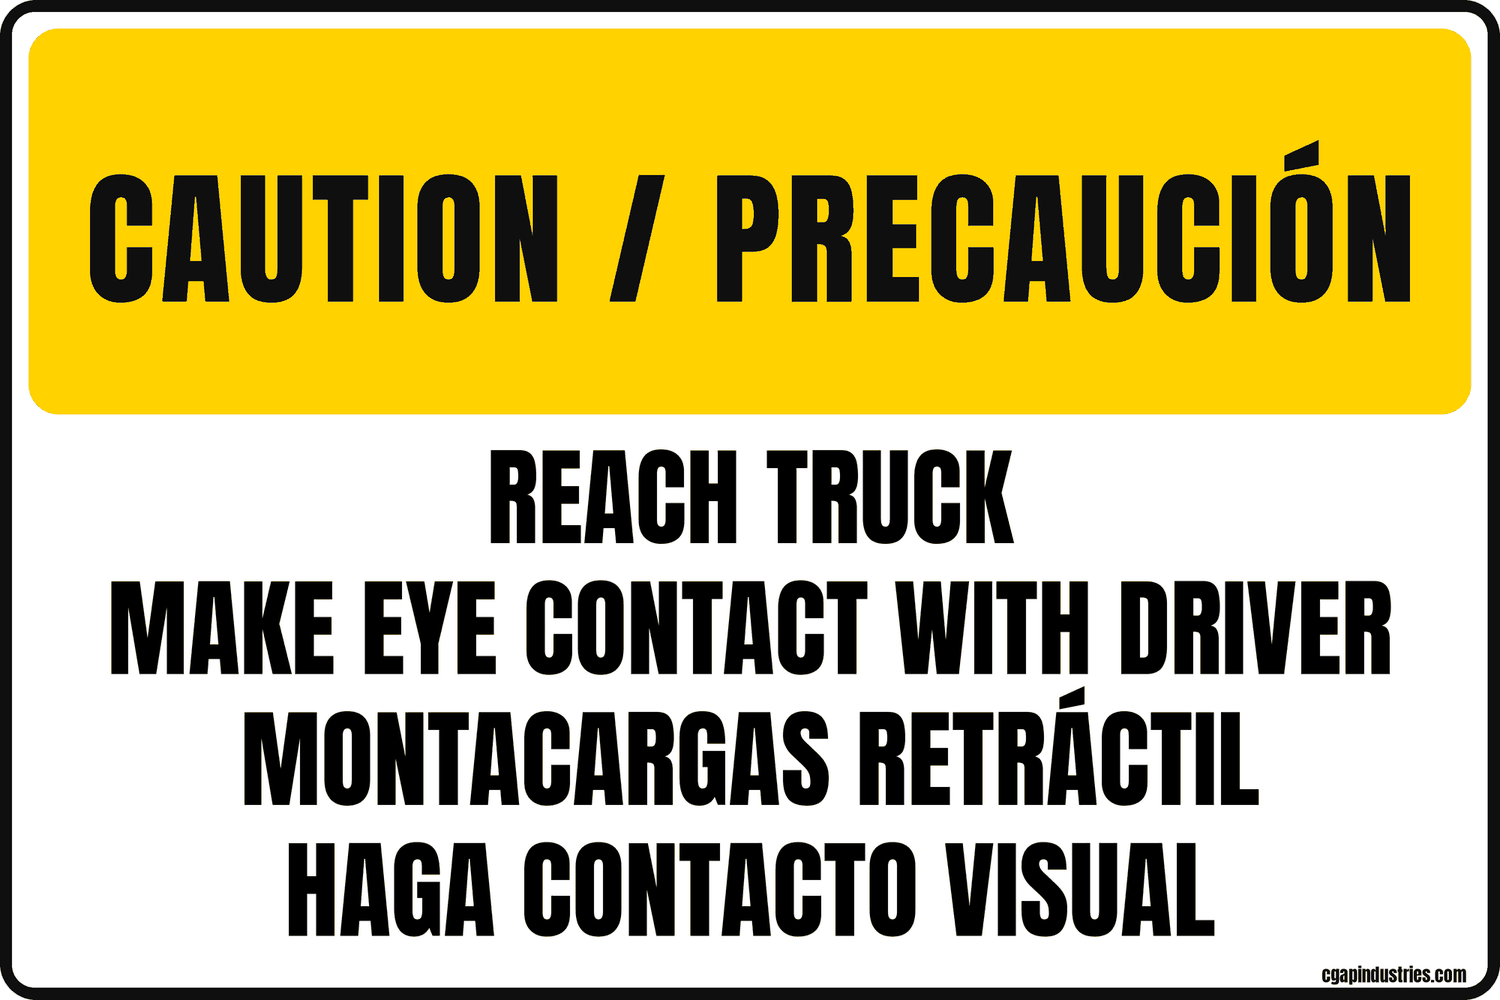 CAUTION / PRECAUCIÓN
REACH TRUCK
MAKE EYE CONTACT WITH DRIVER
MONTACARGAS RETRÁCTIL
HAGA CONTACTO VISUAL
cgapindustries.com